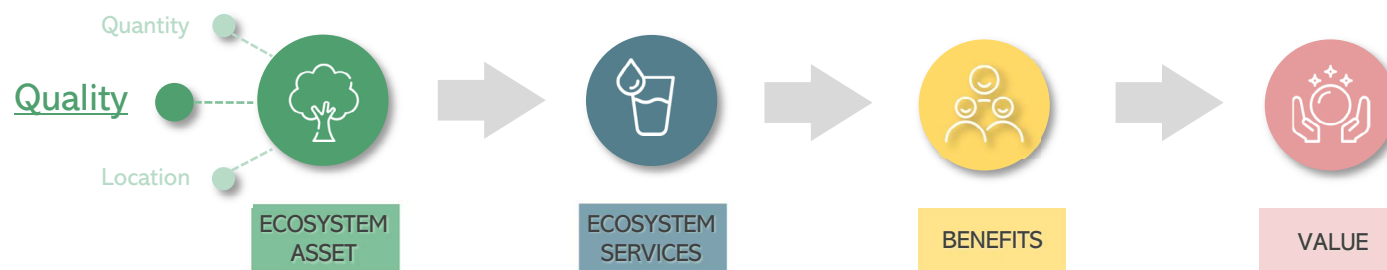 Quantity
Quality
Location
ECOSYSTEM
ASSET
ECOSYSTEM
SERVICES
BENEFITS
VALUE